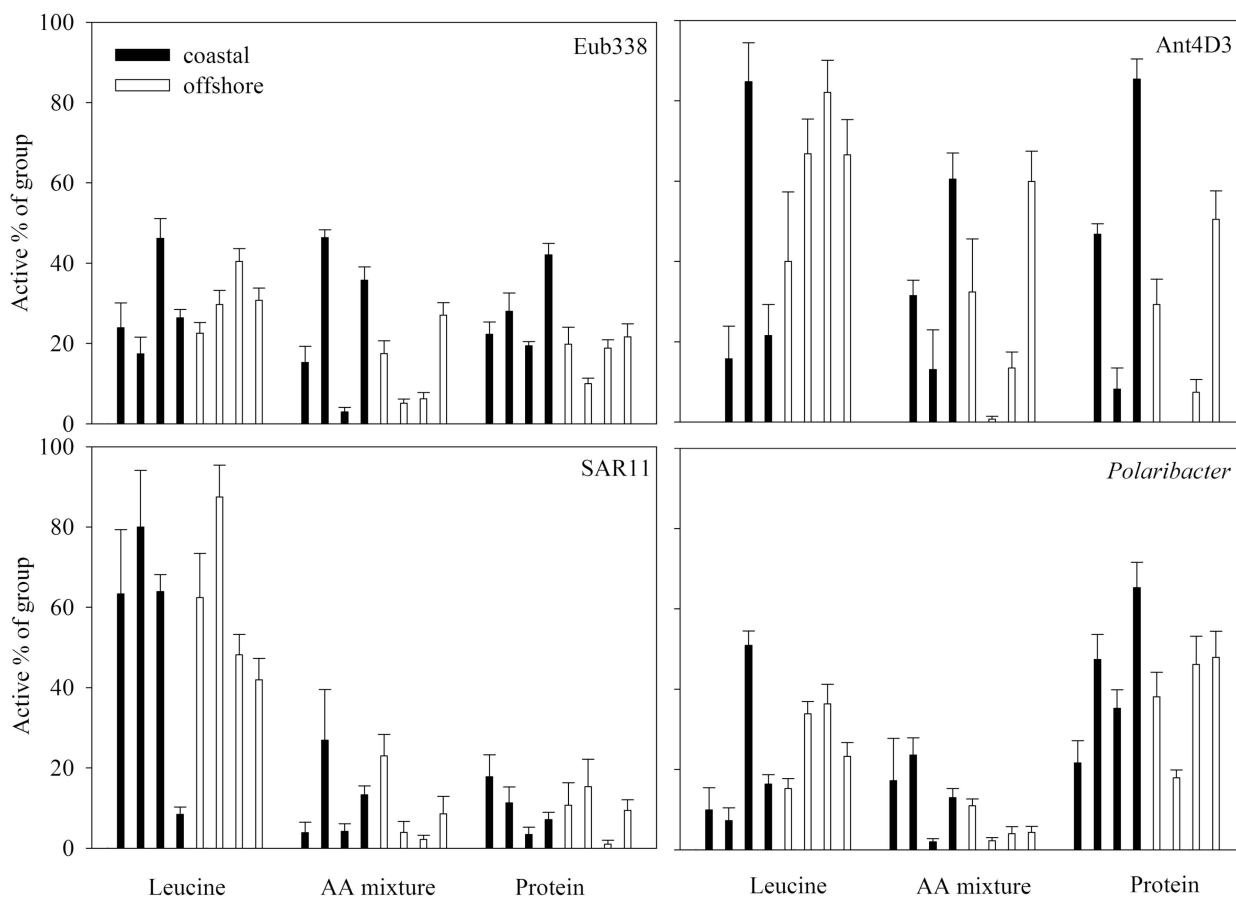 100
80
60
40
20
0
Active % of group
coastal
offshore
Eub338
Ant4D3
100
80
60
40
20
0
Active % of group
SAR11
Polaribacter
Leucine AA mixture Protein
Leucine AA mixture Protein